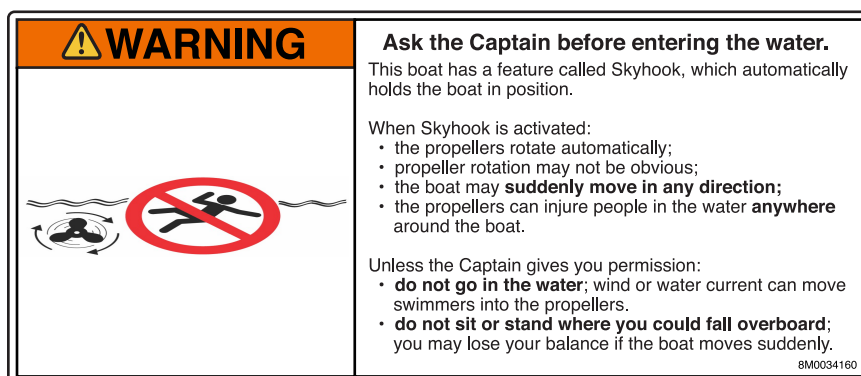 WARNING
Ask the Captain before entering the water.
This boat has a feature called Skyhook, which automatically
holds the boat in position.
When Skyhook is activated:
• the propellers rotate automatically;
• propeller rotation may not be obvious;
• the boat may suddenly move in any direction;
• the propellers can injure people in the water anywhere
around the boat.
Unless the Captain gives you permission:
• do not go in the water; wind or water current can move
swimmers into the propellers.
• do not sit or stand where you could fall overboard;
you may lose your balance if the boat moves suddenly.
8M0034160